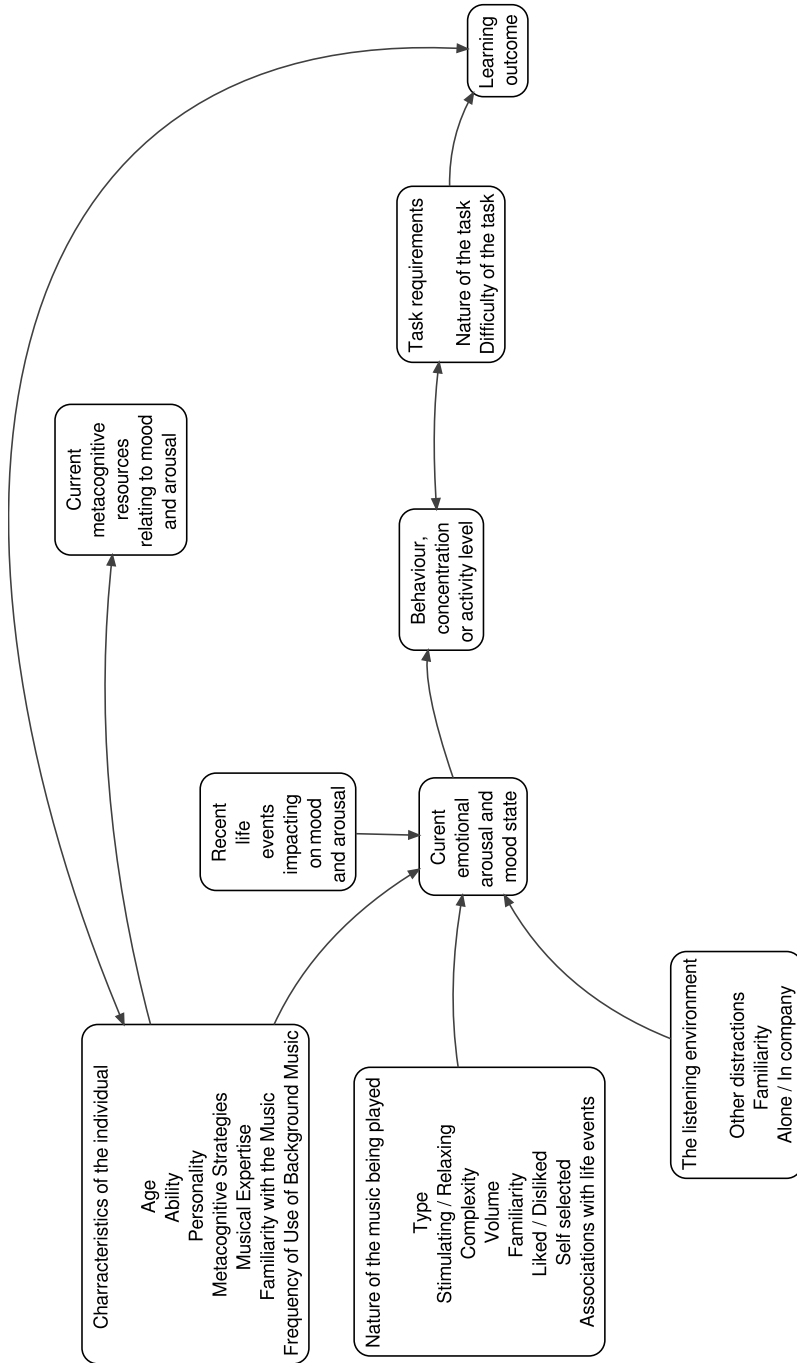 Charracteristics of the individual
Age
Ability
Personality
Metacognitive Strategies
Musical Expertise
Familiarity with the Music
Frequency of Use of Background Music
Nature of the music being played
Type
Stimulating / Relaxing
Complexity
Volume
Familiarity
Liked / Disliked
Self selected
Associations with life events
The listening environment
Other distractions
Familiarity
Alone / In company
Recent
life
events
impacting
on mood
and arousal
Curent
emotional
arousal and
mood state
Current
metacognitive
resources
relating to mood
and arousal
Behaviour,
concentration
or activity level
Task requirements
Nature of the task
Difficulty of the task
Learning
outcome